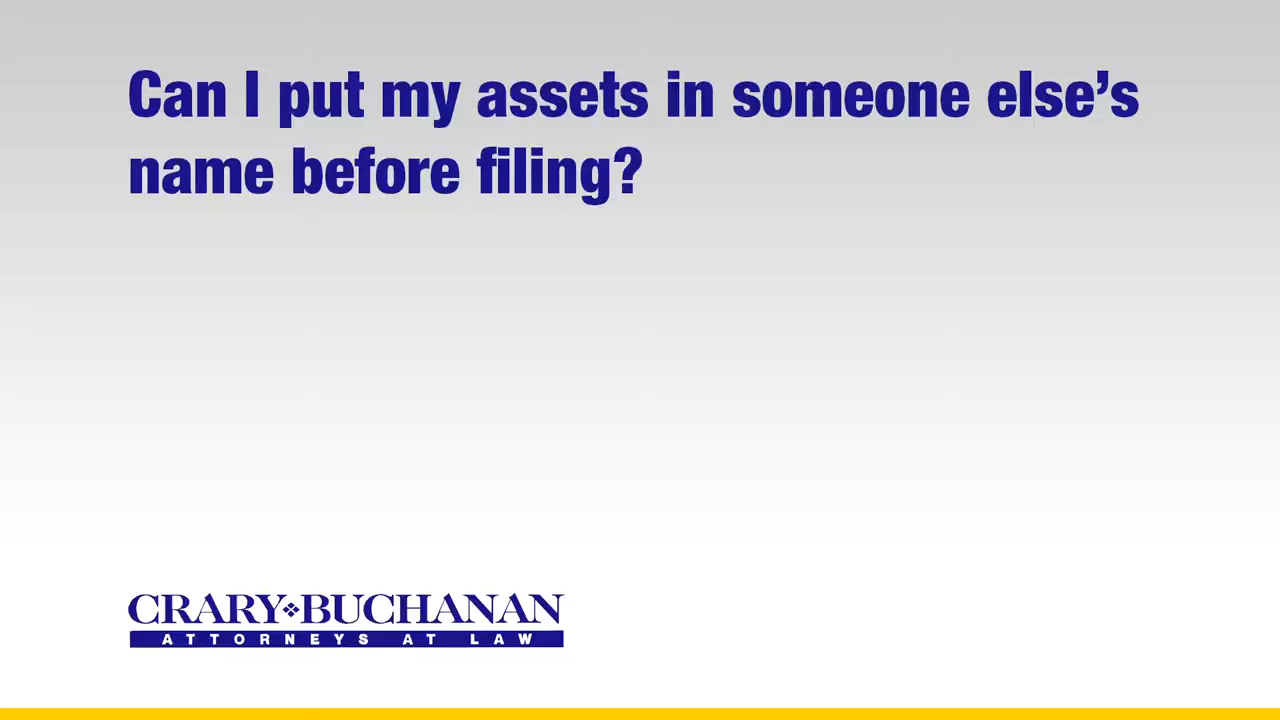 Can I put my assets in someone else’s
name before filing?
CRARY BUCHANAN
ATTORNEYS AT LAW